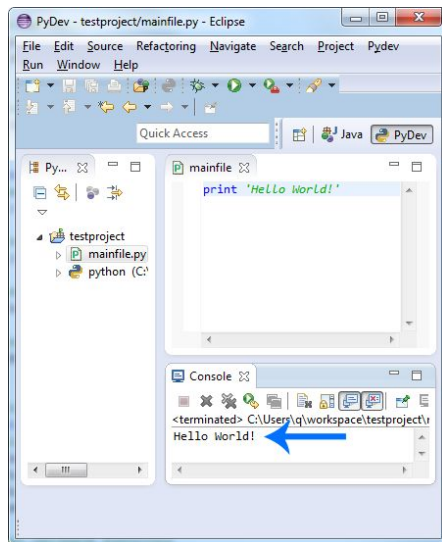 PyDev - testproject/mainfile.py - Eclipse
File Edit Source Refactoring Navigate Search Project Pydev
Run Window Help
Quick Access Java PyDev
Py... mainfile
print 'Hello World!'
testproject
mainfile.py
python (C:\
Console
<terminated> C:\Users\q\workspace\testproject\
Hello World!